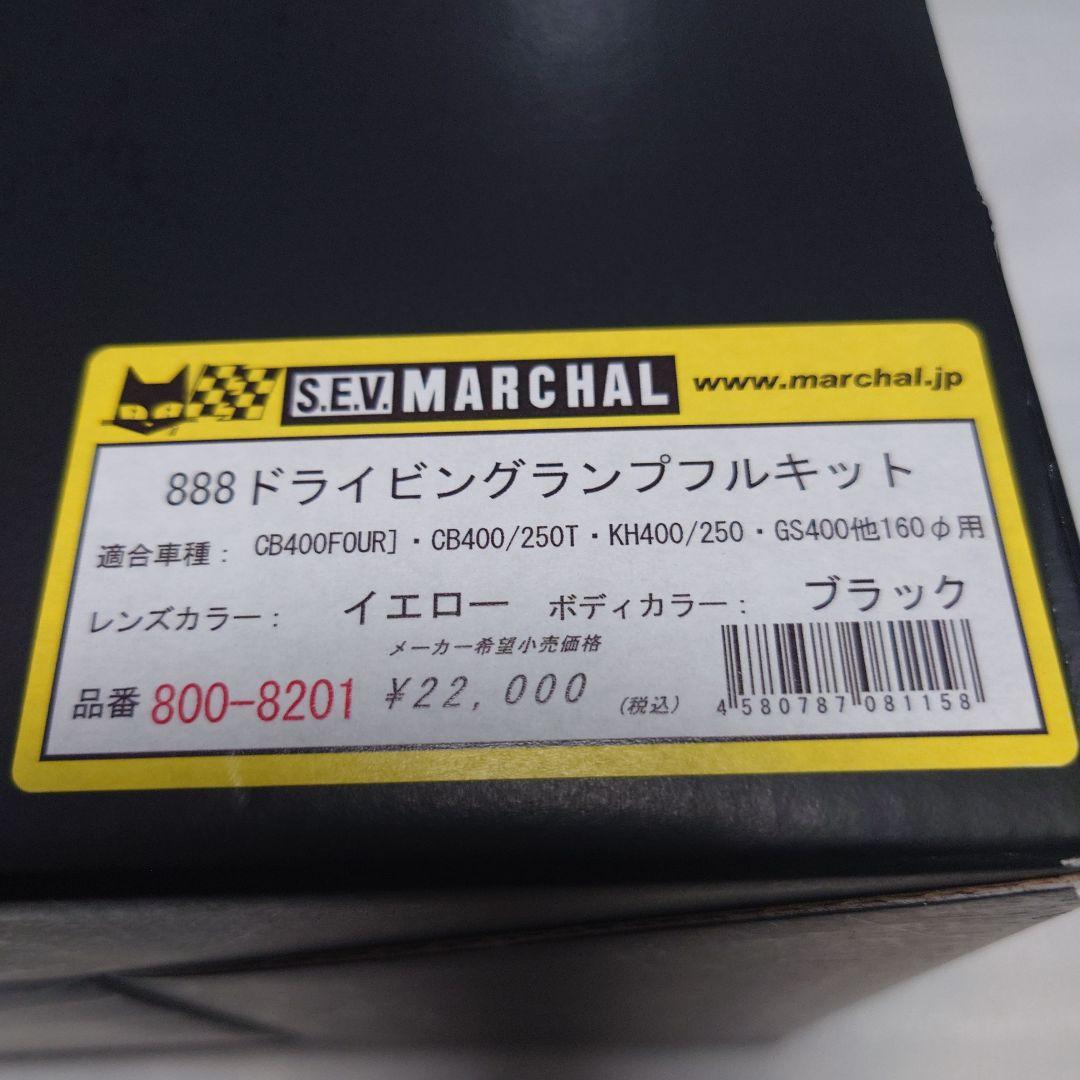 S.E.V. MARCHAL www.marchal.jp
888ドライビングランプフルキット
適合車種: CB400FOUR]・CB400/250T・KH400/250・GS400他160φ用
レンズカラー: イエロー ボディカラー: ブラック
メーカー希望小売価格
品番 800-8201 ¥22,000 (税込)
4 580787 081158